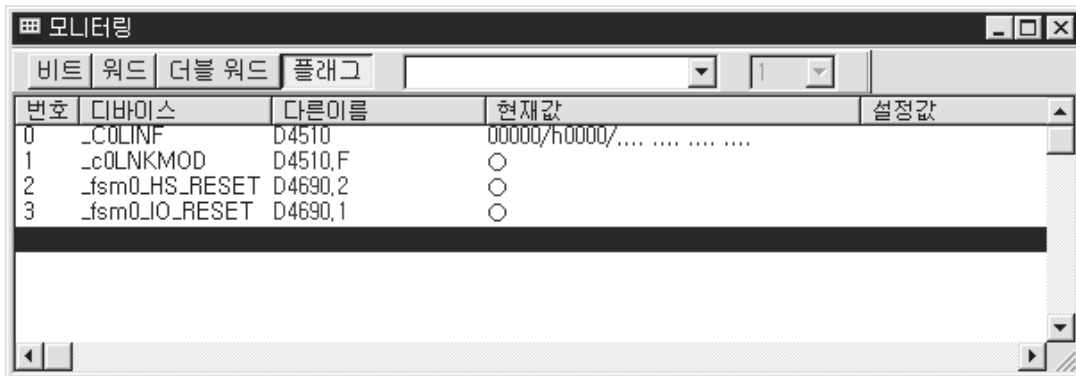 모니터링
비트 워드 더블 워드 플래그 1
번호 디바이스 다른이름 현재값 설정값
0 _C0LINF D4510 00000/h0000/.... .... .... ....
1 _c0LNKMOD D4510,F ○
2 _fsm0_HS_RESET D4690,2 ○
3 _fsm0_IO_RESET D4690,1 ○